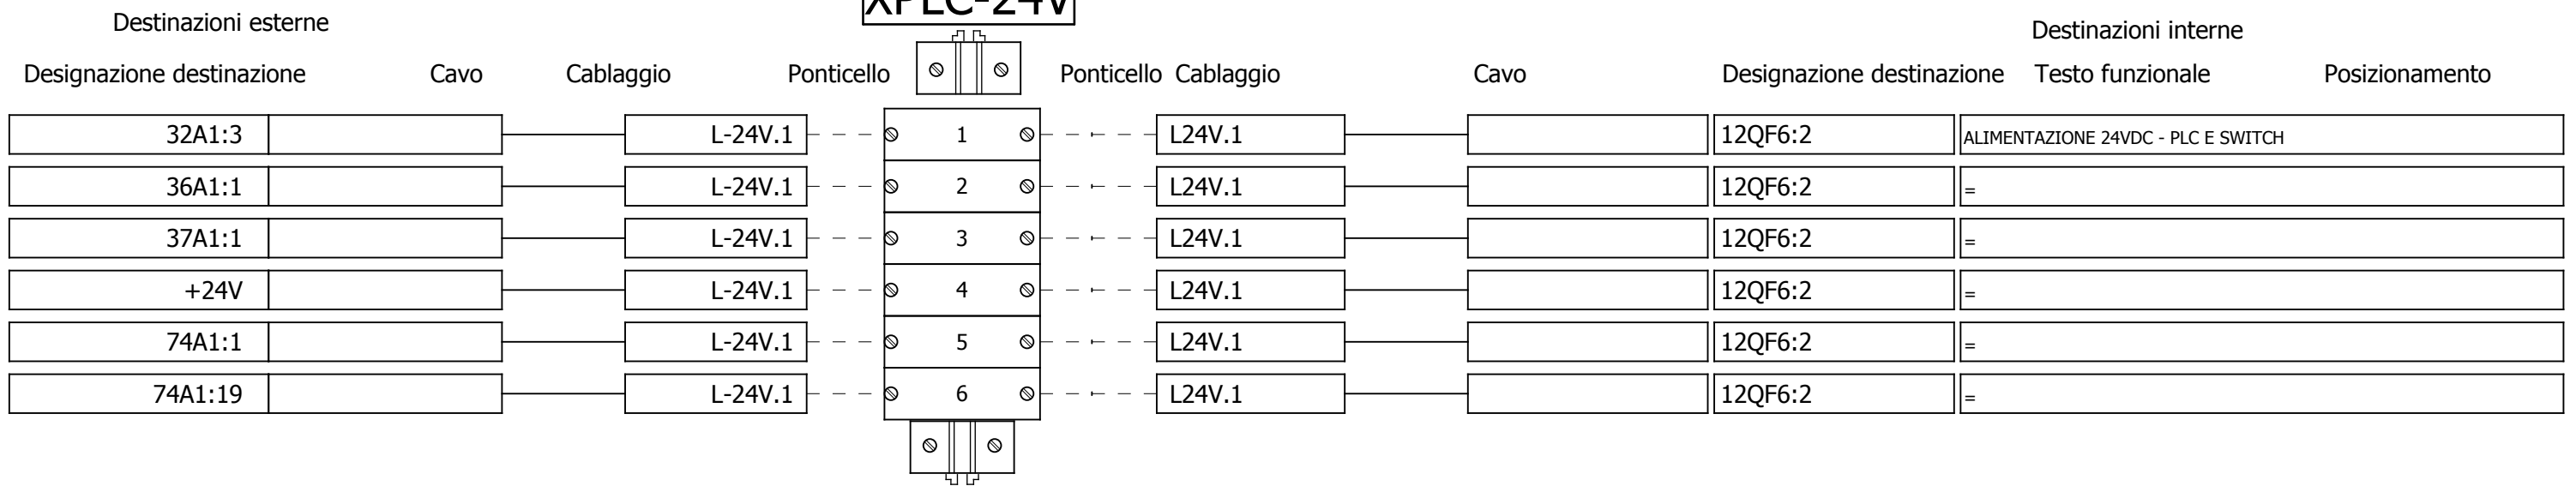 XPLC-24V
Destinazioni esterne
Destinazioni interne
Designazione destinazione Cavo Cablaggio Ponticello Ponticello Cablaggio Cavo Designazione destinazione Testo funzionale Posizionamento
32A1:3 L-24V.1 1 L24V.1 12QF6:2 ALIMENTAZIONE 24VDC - PLC E SWITCH
36A1:1 L-24V.1 2 L24V.1 12QF6:2 =
37A1:1 L-24V.1 3 L24V.1 12QF6:2 =
+24V L-24V.1 4 L24V.1 12QF6:2 =
74A1:1 L-24V.1 5 L24V.1 12QF6:2 =
74A1:19 L-24V.1 6 L24V.1 12QF6:2 =